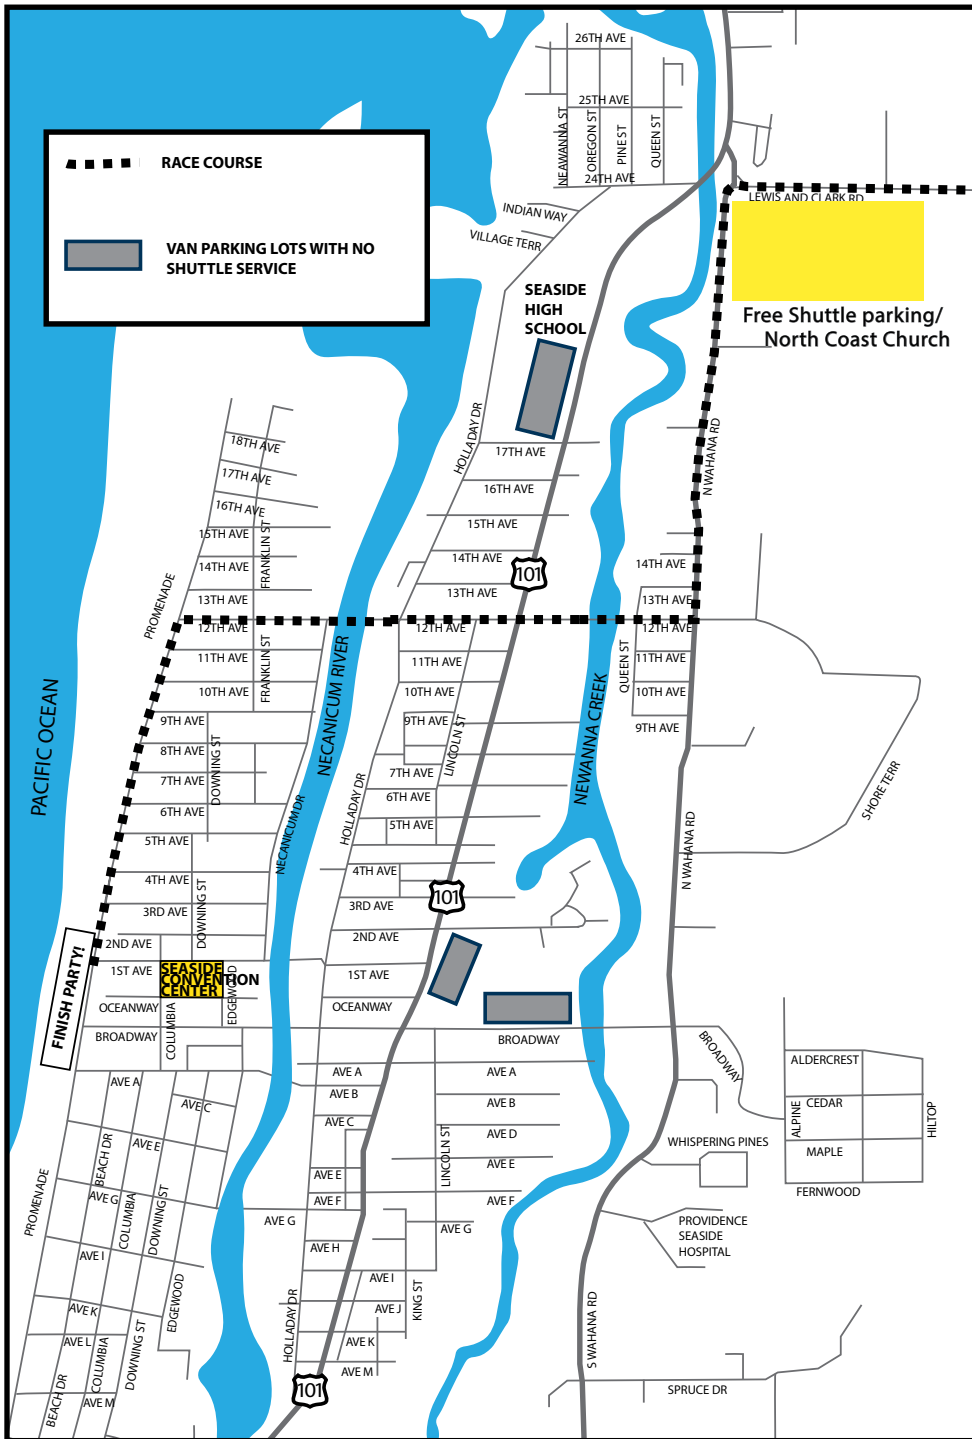 RACE COURSE
VAN PARKING LOTS WITH NO
SHUTTLE SERVICE
26TH AVE
25TH AVE
NEAWANNA ST
OREGON ST
PINE ST
QUEEN ST
24TH AVE
INDIAN WAY
VILLAGE TERR
LEWIS AND CLARK RD
Free Shuttle parking/
North Coast Church
SEASIDE
HIGH
SCHOOL
HOLLADAY DR
N WAHANA RD
18TH AVE
17TH AVE
16TH AVE
15TH AVE
14TH AVE
13TH AVE
12TH AVE
11TH AVE
10TH AVE
9TH AVE
8TH AVE
7TH AVE
6TH AVE
5TH AVE
4TH AVE
3RD AVE
2ND AVE
1ST AVE
FRANKLIN ST
FRANKLIN ST
PROMENADE
PACIFIC OCEAN
NECANICUM RIVER
NECANICUM DR
DOWNING ST
DOWNING ST
17TH AVE
16TH AVE
15TH AVE
14TH AVE
101
13TH AVE
12TH AVE
11TH AVE
10TH AVE
9TH AVE
LINCOLN ST
7TH AVE
6TH AVE
5TH AVE
HOLLADAY DR
4TH AVE
101
3RD AVE
2ND AVE
1ST AVE
OCEANWAY
14TH AVE
13TH AVE
12TH AVE
11TH AVE
10TH AVE
9TH AVE
QUEEN ST
NEWANNA CREEK
N WAHANA RD
SHORE TERR
FINISH PARTY!
SEASIDE
CONVENTION
CENTER
EDGEWOOD
OCEANWAY
COLUMBIA
BROADWAY
BROADWAY
BROADWAY
AVE A
AVE C
AVE E
AVE G
AVE I
AVE K
AVE L
AVE M
BEACH DR
COLUMBIA
DOWNING ST
EDGEWOOD
PROMENADE
BEACH DR
COLUMBIA
DOWNING ST
AVE A
AVE B
AVE C
AVE E
AVE F
AVE G
AVE H
AVE I
AVE J
AVE K
AVE M
HOLLADAY DR
KING ST
101
AVE A
AVE B
AVE D
AVE E
AVE F
AVE G
LINCOLN ST
ALDERCREST
CEDAR
MAPLE
FERNWOOD
ALPINE
HILTOP
WHISPERING PINES
PROVIDENCE
SEASIDE
HOSPITAL
S WAHANA RD
SPRUCE DR